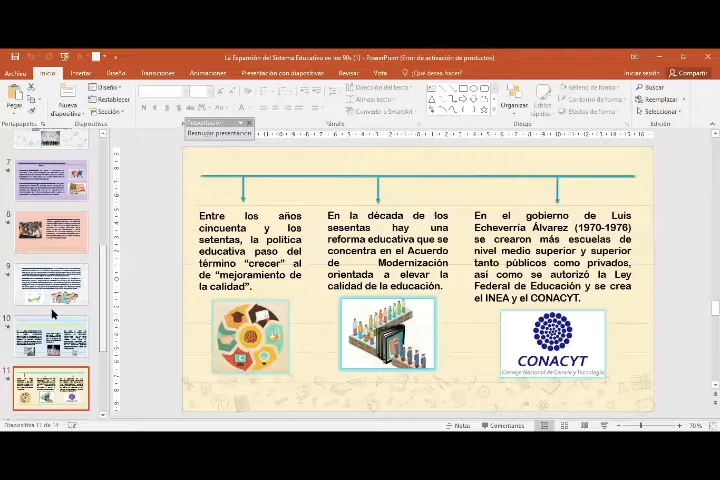 La Expansión del Sistema Educativo en los 90s (1) - PowerPoint (Error de activación de productos)
Archivo Inicio Insertar Diseño Transiciones Animaciones Presentación con diapositivas Revisar Vista ¿Qué desea hacer? Iniciar sesión Compartir
Pegar
Nueva diapositiva
Diseño
Restablecer
Sección
Dirección del texto
Alinear texto
Convertir a SmartArt
Organizar
Estilos rápidos
Relleno de forma
Contorno de forma
Efectos de forma
Buscar
Reemplazar
Seleccionar
Portapapeles
Diapositivas
Párrafo
Dibujo
Edición
Presentación
Reanudar presentación
7
8
9
10
11
Entre los años
cincuenta y los
setentas, la política
educativa paso del
término “crecer” al
de “mejoramiento de
la calidad”.
En la década de los
sesentas hay una
reforma educativa que se
concentra en el Acuerdo
de Modernización
orientada a elevar la
calidad de la educación.
En el gobierno de Luis
Echeverría Álvarez (1970-1976)
se crearon más escuelas de
nivel medio superior y superior
tanto públicos como privados,
así como se autorizó la Ley
Federal de Educación y se crea
el INEA y el CONACYT.
CONACYT
Consejo Nacional de Ciencia y Tecnología
Diapositiva 11 de 14
Notas
Comentarios
70 %